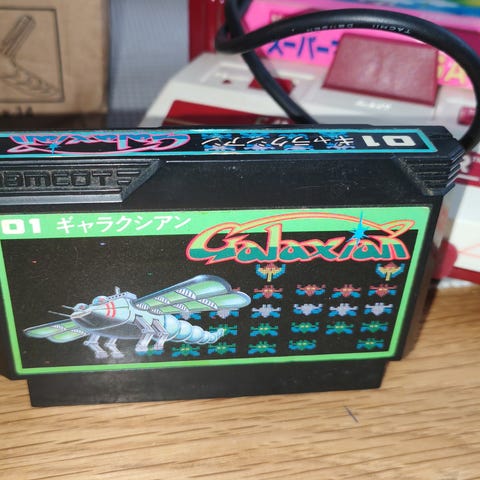 スーパー
Galaxian
ギャラクシアン
01
namcot
01 ギャラクシアン
Galaxian